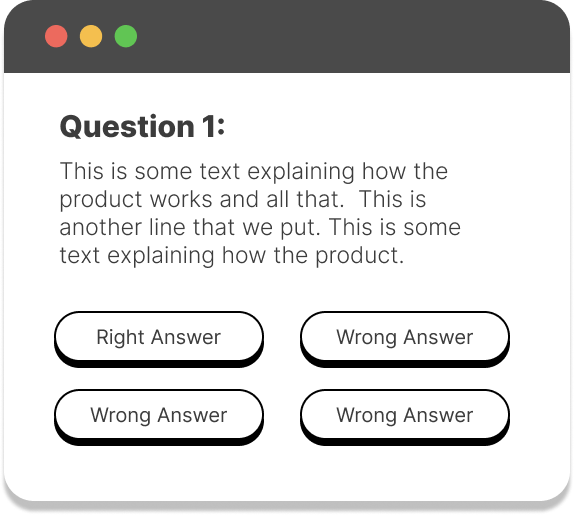 Question 1:
This is some text explaining how the
product works and all that.  This is
another line that we put. This is some
text explaining how the product.
Right Answer
Wrong Answer
Wrong Answer
Wrong Answer